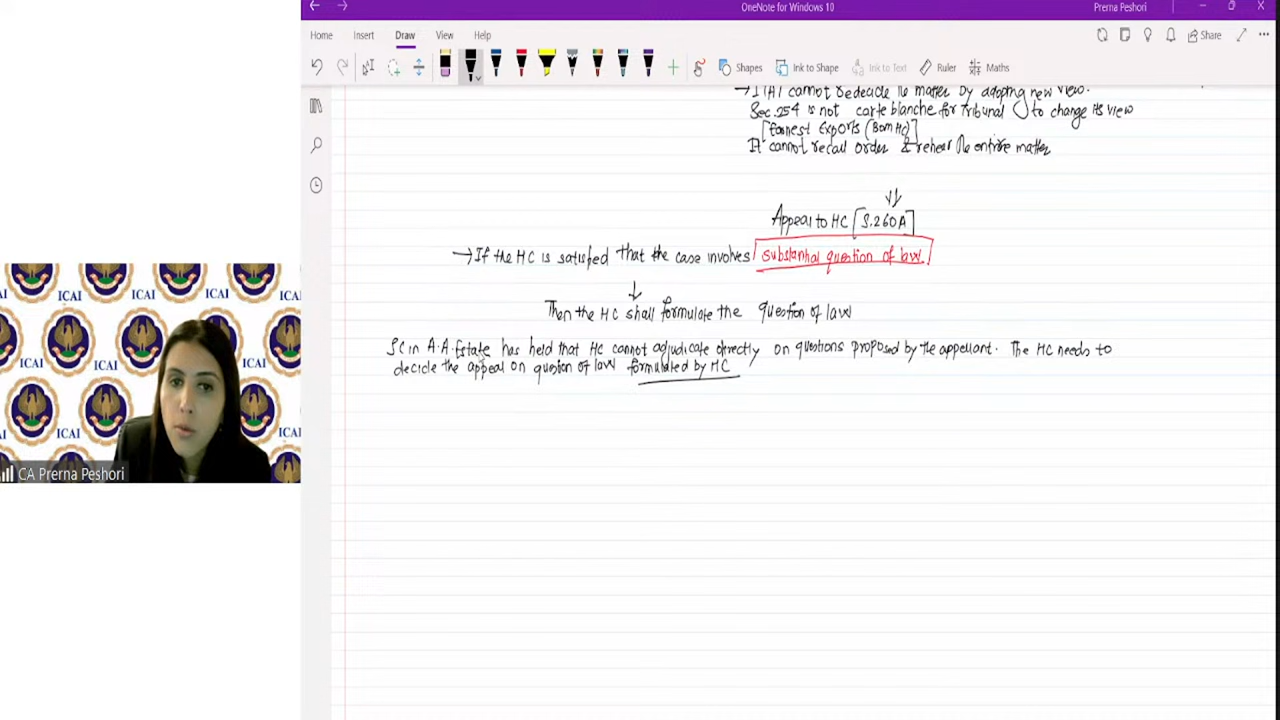 OneNote for Windows 10
Prerna Peshori
Home Insert Draw View Help
Share
Shapes Ink to Shape Ink to Text Ruler Maths
→ ITAT cannot redecide the matter by adopting new view.
Sec.254 is not carte blanche for Tribunal to change its view
[Earnest Exports (Bom HC)]
It cannot recall order & rehear the entire matter
Appeal to HC [S.260A]
→ If the HC is satisfied that the case involves substantial question of law.
Then the HC shall formulate the question of law
SC in A.A.Estate has held that HC cannot adjudicate directly on questions proposed by the appellant. The HC needs to
decide the appeal on question of law formulated by HC
ICAI ICAI ICAI
ICAI ICAI
ICAI
CA Prerna Peshori